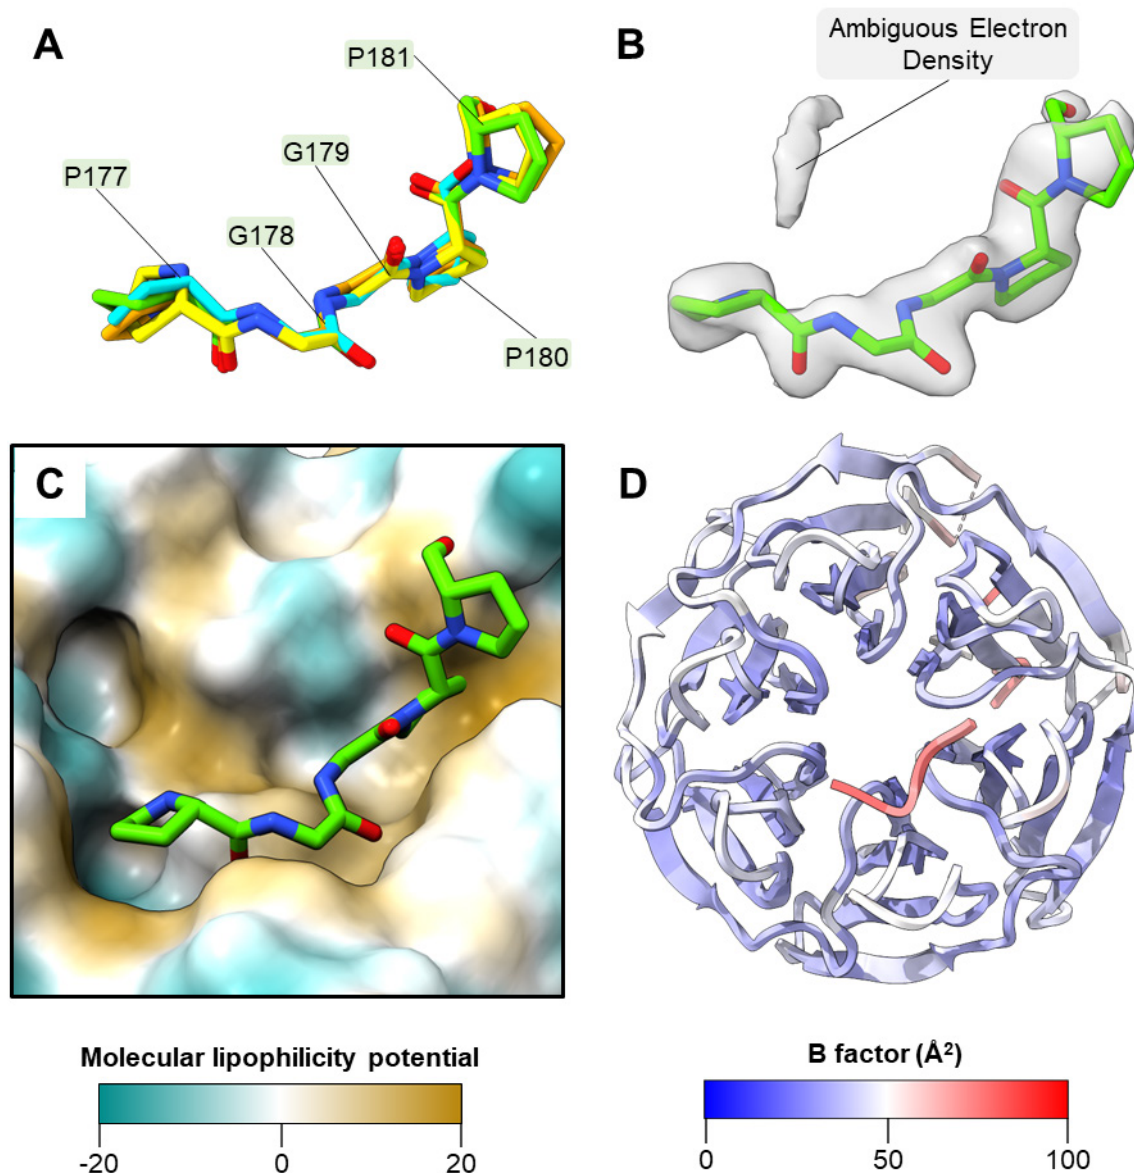 A
P181
G179
P177
G178
P180
B
Ambiguous Electron
Density
C
D
Molecular lipophilicity potential
-20 0 20
B factor (Å²)
0 50 100